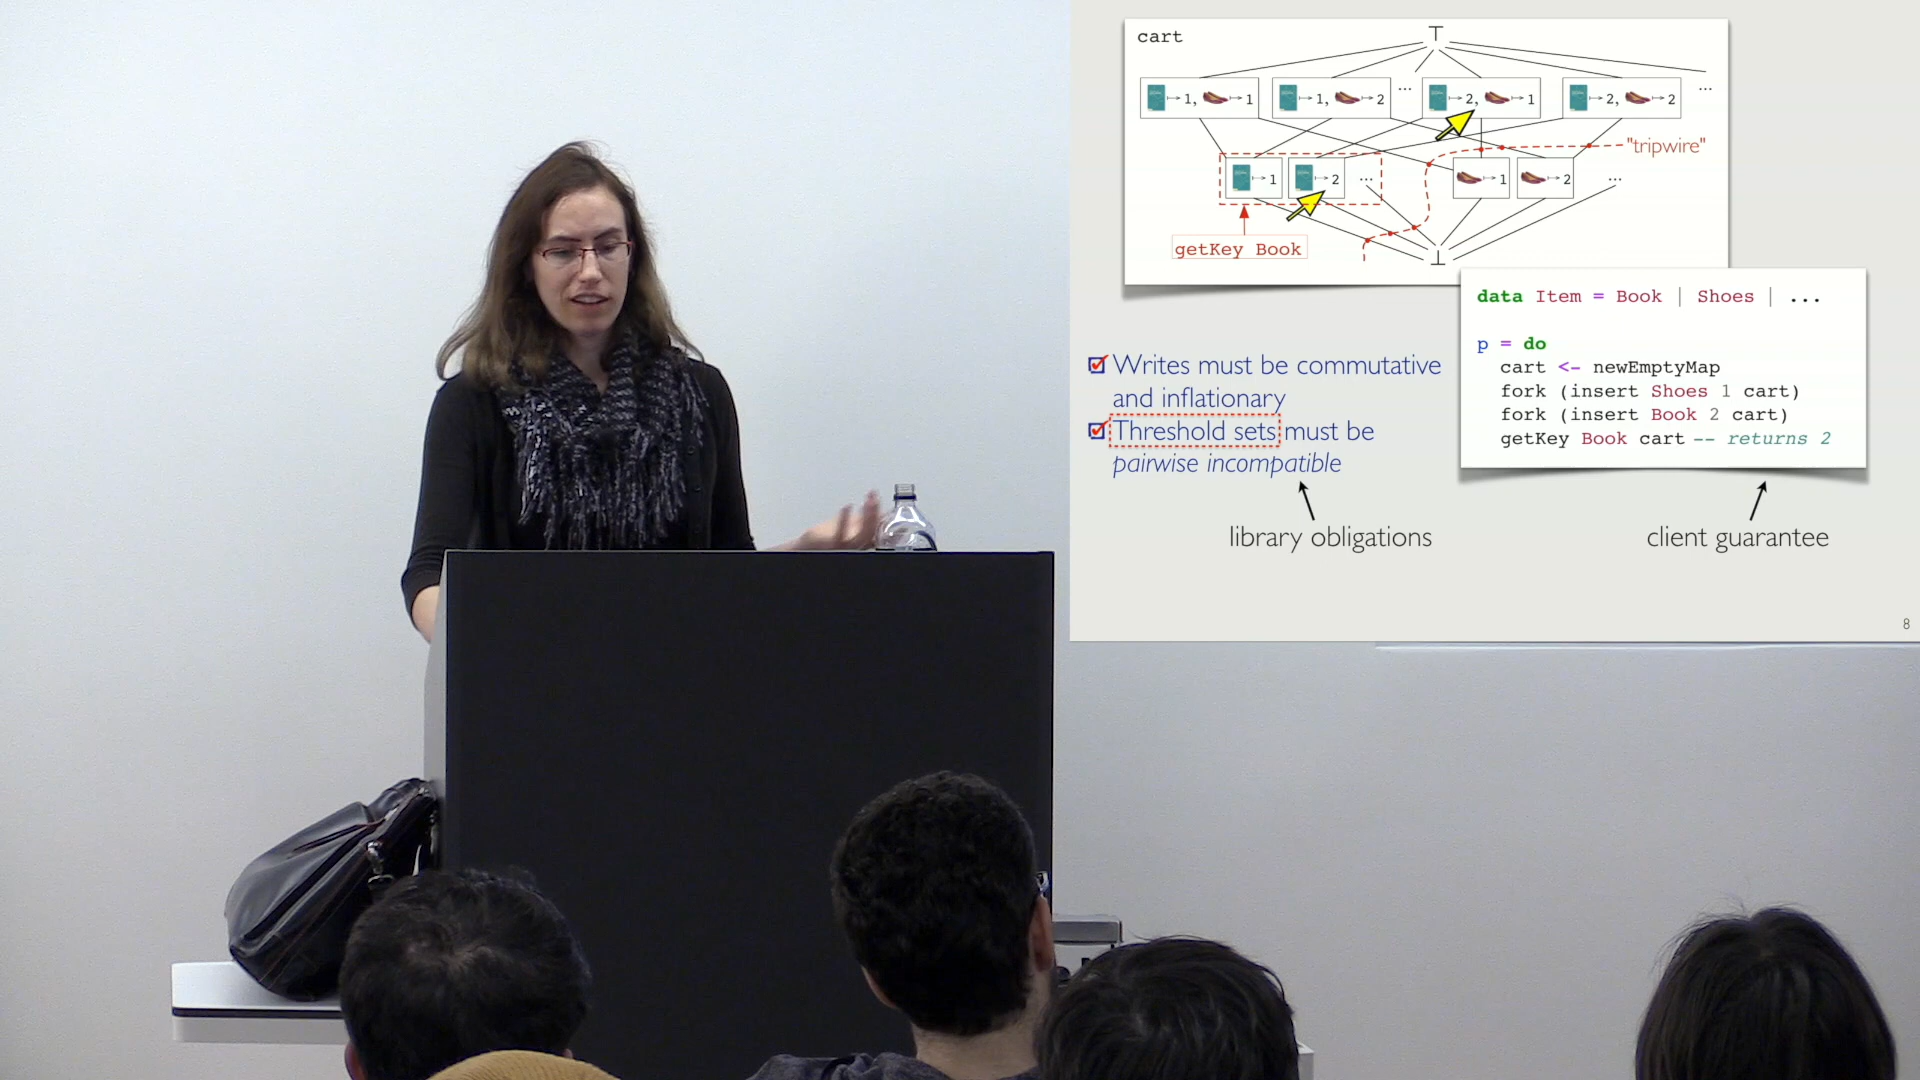 cart
⊤
↦ 1, ↦ 1
↦ 1, ↦ 2
...
↦ 2, ↦ 1
↦ 2, ↦ 2
...
"tripwire"
↦ 1
↦ 2
...
↦ 1
↦ 2
...
getKey Book
⊥
data Item = Book | Shoes | ...
p = do
cart <- newEmptyMap
fork (insert Shoes 1 cart)
fork (insert Book 2 cart)
getKey Book cart -- returns 2
Writes must be commutative
and inflationary
Threshold sets must be
pairwise incompatible
library obligations
client guarantee
8